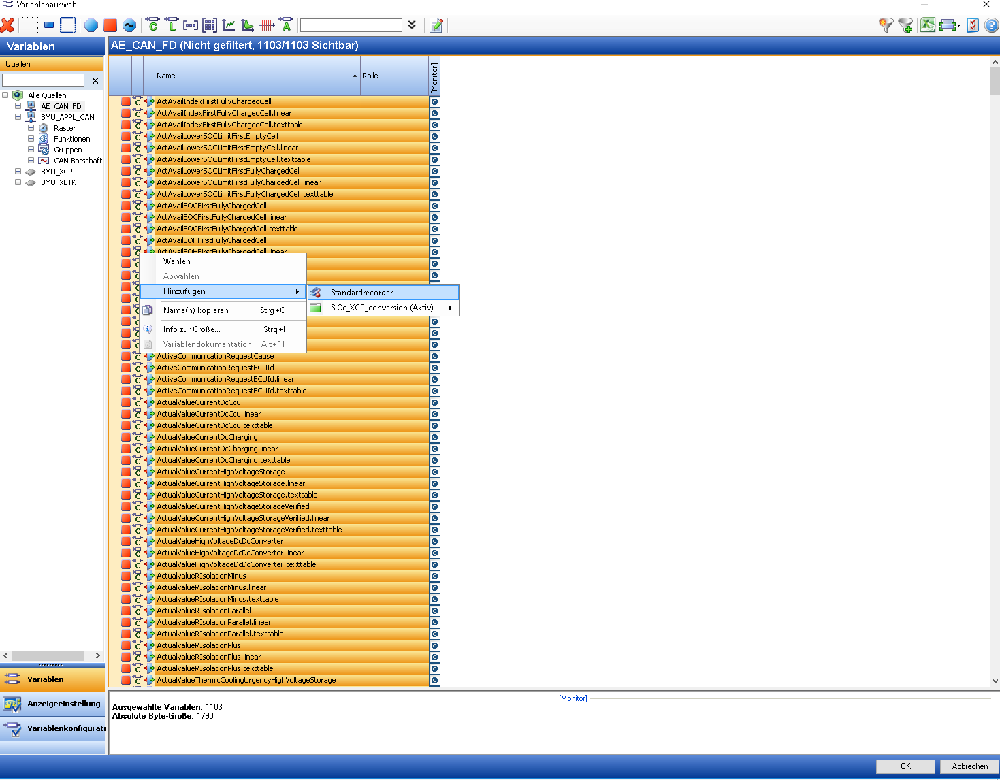 Variablenauswahl
Variablen
AE_CAN_FD (Nicht gefiltert, 1103/1103 Sichtbar)
Quellen
X
Alle Quellen
AE_CAN_FD
BMU_APPL_CAN
Raster
Funktionen
Gruppen
CAN-Botschafte
BMU_XCP
BMU_XETK
Name
Rolle
[Monitor]
ActAvailIndexFirstFullyChargedCell
ActAvailIndexFirstFullyChargedCell.linear
ActAvailIndexFirstFullyChargedCell.texttable
ActAvailLowerSOCLimitFirstEmptyCell
ActAvailLowerSOCLimitFirstEmptyCell.linear
ActAvailLowerSOCLimitFirstEmptyCell.texttable
ActAvailLowerSOCLimitFirstFullyChargedCell
ActAvailLowerSOCLimitFirstFullyChargedCell.linear
ActAvailLowerSOCLimitFirstFullyChargedCell.texttable
ActAvailSOCFirstFullyChargedCell
ActAvailSOCFirstFullyChargedCell.linear
ActAvailSOCFirstFullyChargedCell.texttable
ActAvailSOHFirstFullyChargedCell
ActAvailSOHFirstFullyChargedCell.linear
Wählen
Abwählen
Hinzufügen
Standardrecorder
SICc_XCP_conversion (Aktiv)
Name(n) kopieren Strg+C
Info zur Größe... Strg+I
Variablendokumentation Alt+F1
ActiveCommunicationRequestCause
ActiveCommunicationRequestECUId
ActiveCommunicationRequestECUId.linear
ActiveCommunicationRequestECUId.texttable
ActualValueCurrentDcCcu
ActualValueCurrentDcCcu.linear
ActualValueCurrentDcCcu.texttable
ActualValueCurrentDcCharging
ActualValueCurrentDcCharging.linear
ActualValueCurrentDcCharging.texttable
ActualValueCurrentHighVoltageStorage
ActualValueCurrentHighVoltageStorage.linear
ActualValueCurrentHighVoltageStorage.texttable
ActualValueCurrentHighVoltageStorageVerified
ActualValueCurrentHighVoltageStorageVerified.linear
ActualValueCurrentHighVoltageStorageVerified.texttable
ActualValueHighVoltageDcDcConverter
ActualValueHighVoltageDcDcConverter.linear
ActualValueHighVoltageDcDcConverter.texttable
ActualvalueRIsolationMinus
ActualvalueRIsolationMinus.linear
ActualvalueRIsolationMinus.texttable
ActualvalueRIsolationParallel
ActualvalueRIsolationParallel.linear
ActualvalueRIsolationParallel.texttable
ActualvalueRIsolationPlus
ActualvalueRIsolationPlus.linear
ActualvalueRIsolationPlus.texttable
ActualValueThermicCoolingUrgencyHighVoltageStorage
Variablen
Anzeigeeinstellung
Variablenkonfigurati
Ausgewählte Variablen: 1103
Absolute Byte-Größe: 1790
[Monitor]
OK
Abbrechen